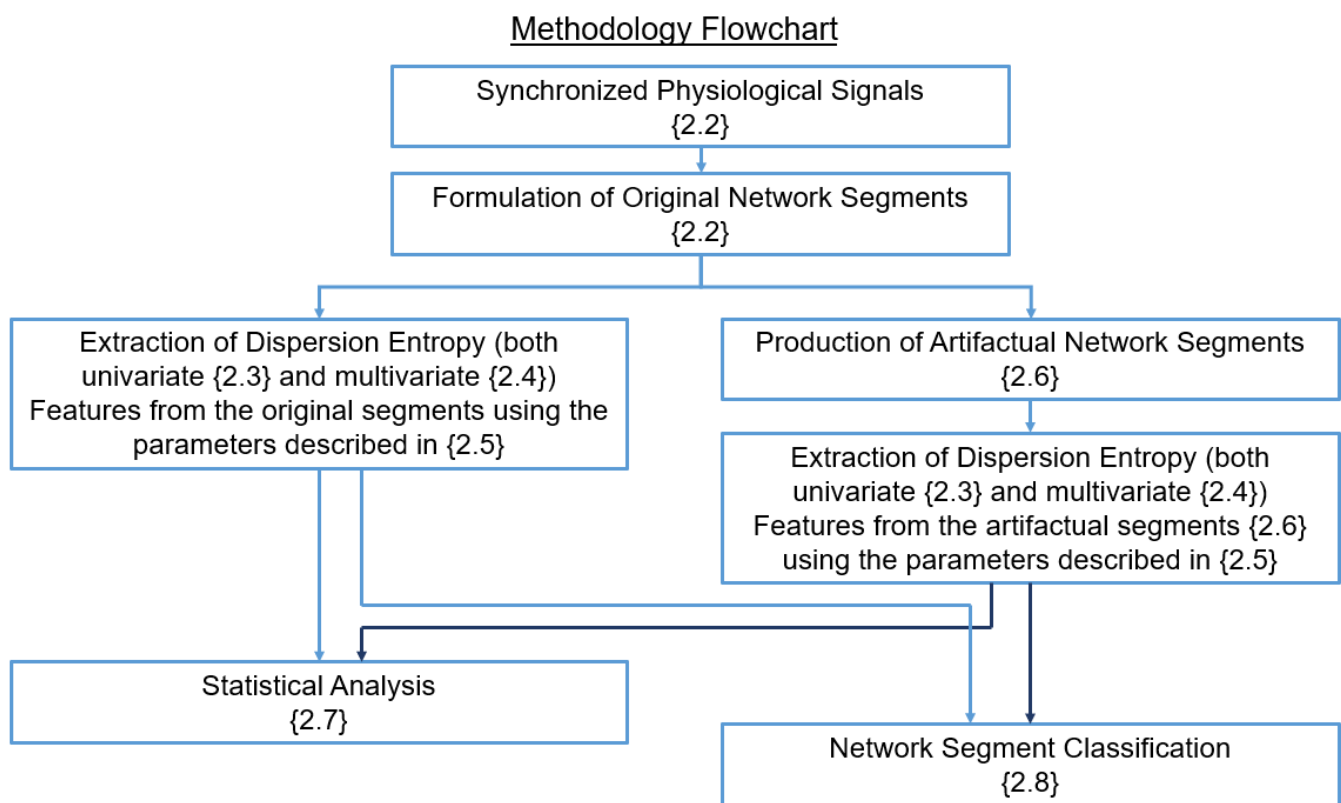 Methodology Flowchart
Synchronized Physiological Signals
{2.2}
Formulation of Original Network Segments
{2.2}
Extraction of Dispersion Entropy (both
univariate {2.3} and multivariate {2.4})
Features from the original segments using the
parameters described in {2.5}
Production of Artifactual Network Segments
{2.6}
Extraction of Dispersion Entropy (both
univariate {2.3} and multivariate {2.4})
Features from the artifactual segments {2.6}
using the parameters described in {2.5}
Statistical Analysis
{2.7}
Network Segment Classification
{2.8}